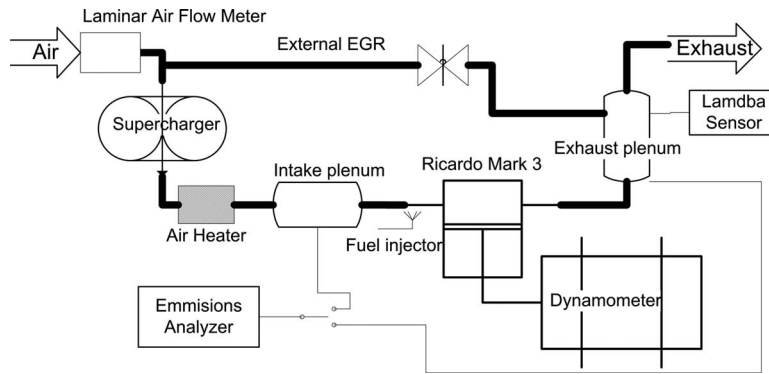 Laminar Air Flow Meter
Air
External EGR
Exhaust
Lamdba
Sensor
Supercharger
Exhaust plenum
Intake plenum
Ricardo Mark 3
Air Heater
Fuel injector
Dynamometer
Emmisions
Analyzer